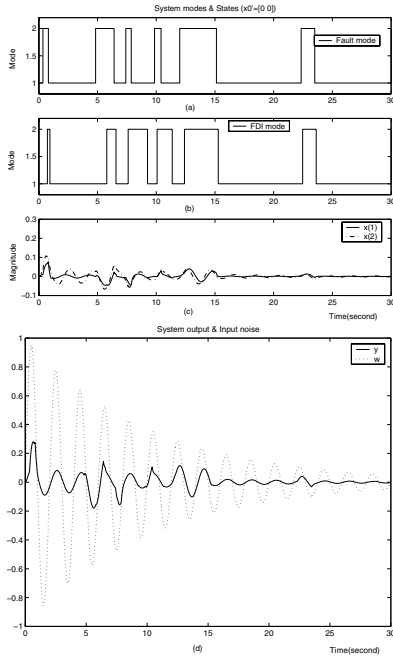 System modes & States (x0'=[0 0])
2
1.5
1
Mode
Fault mode
0 5 10 15 20 25 30
(a)
2
1.5
1
Mode
FDI mode
0 5 10 15 20 25 30
(b)
0.3
0.2
0.1
0
−0.1
Magnitude
x(1)
x(2)
0 5 10 15 20 25 30
(c)
Time(second)
System output & Input noise
1
0.8
0.6
0.4
0.2
0
−0.2
−0.4
−0.6
−0.8
−1
y
w
0 5 10 15 20 25 30
(d)
Time(second)